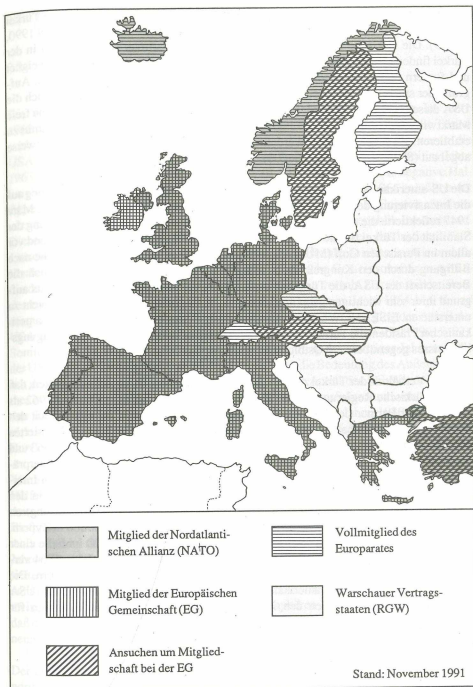 Mitglied der Nordatlanti-
schen Allianz (NATO)
Mitglied der Europäischen
Gemeinschaft (EG)
Ansuchen um Mitglied-
schaft bei der EG
Vollmitglied des
Europarates
Warschauer Vertrags-
staaten (RGW)
Stand: November 1991